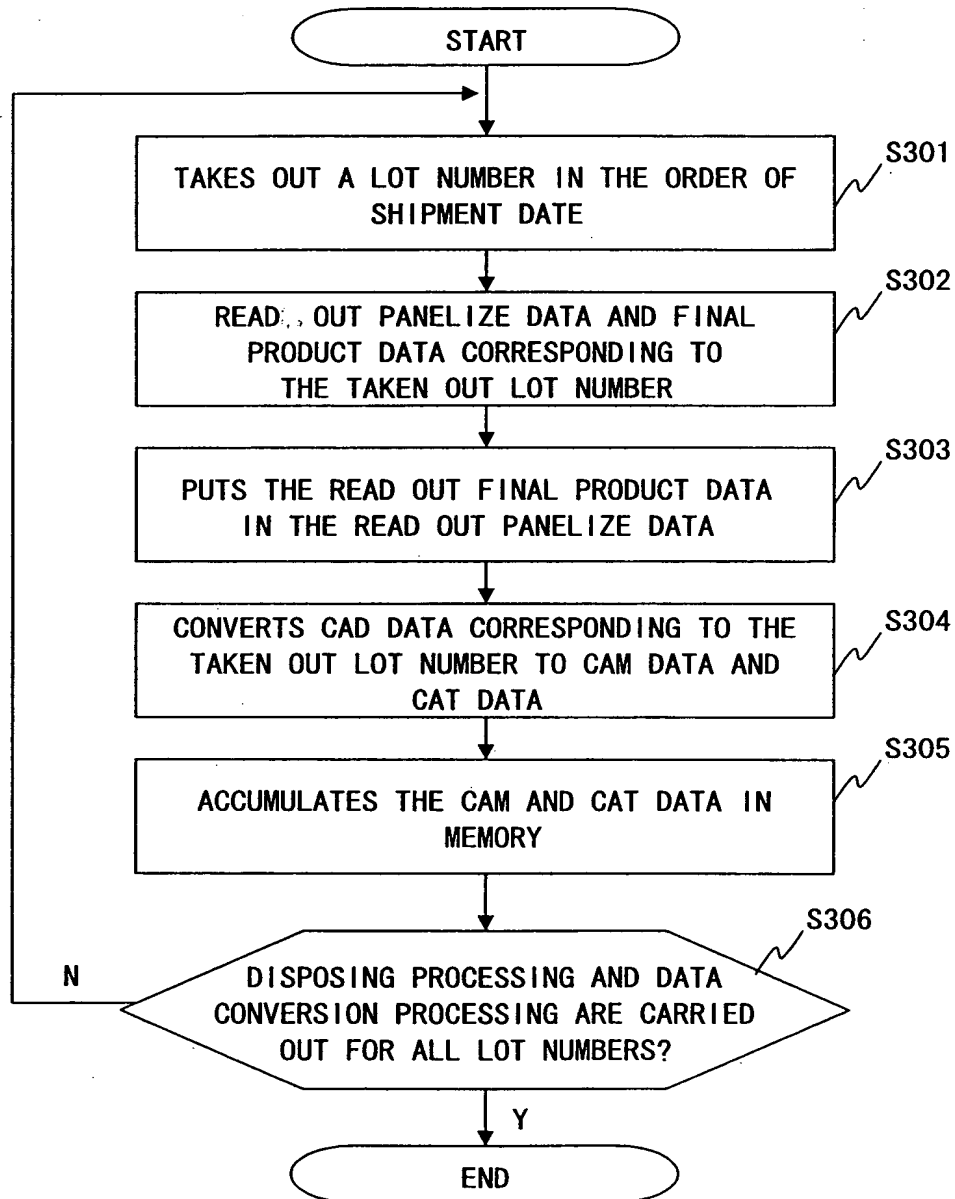 START
S301
TAKES OUT A LOT NUMBER IN THE ORDER OF
SHIPMENT DATE
S302
READ OUT PANELIZE DATA AND FINAL
PRODUCT DATA CORRESPONDING TO
THE TAKEN OUT LOT NUMBER
S303
PUTS THE READ OUT FINAL PRODUCT DATA
IN THE READ OUT PANELIZE DATA
S304
CONVERTS CAD DATA CORRESPONDING TO THE
TAKEN OUT LOT NUMBER TO CAM DATA AND
CAT DATA
S305
ACCUMULATES THE CAM AND CAT DATA IN
MEMORY
S306
N
DISPOSING PROCESSING AND DATA
CONVERSION PROCESSING ARE CARRIED
OUT FOR ALL LOT NUMBERS?
Y
END